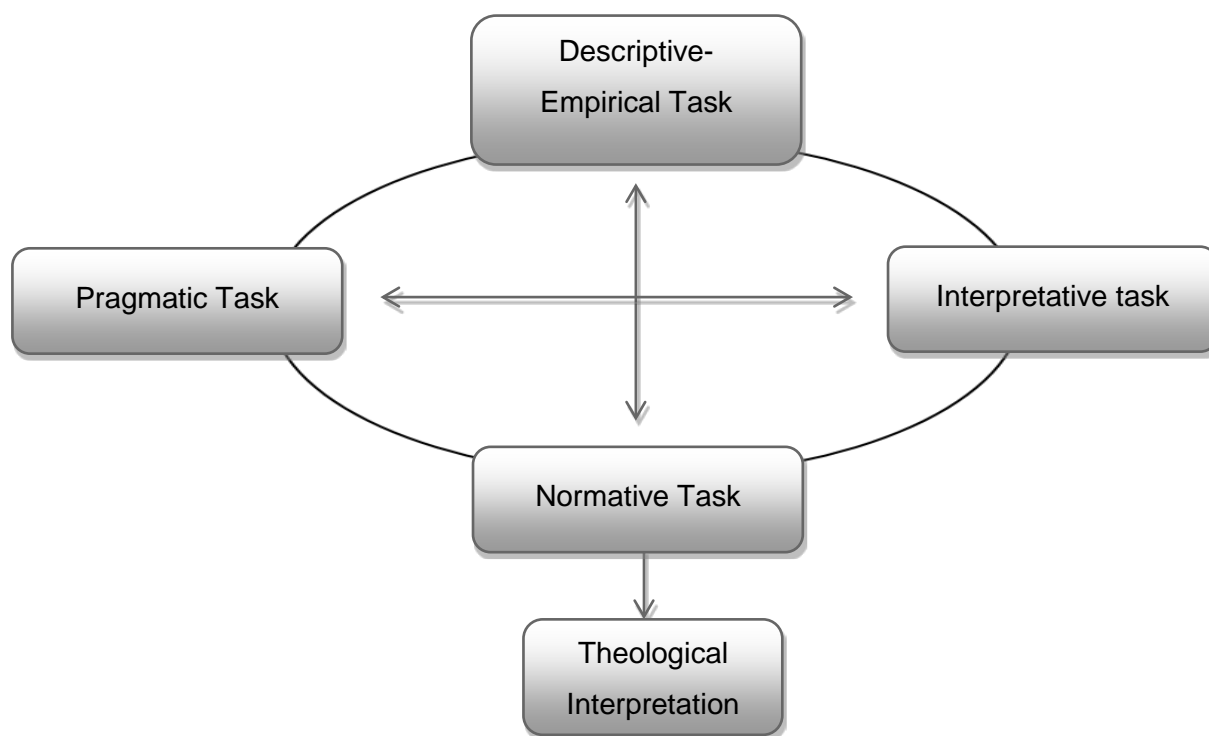 Descriptive-
Empirical Task
Pragmatic Task
Interpretative task
Normative Task
Theological
Interpretation